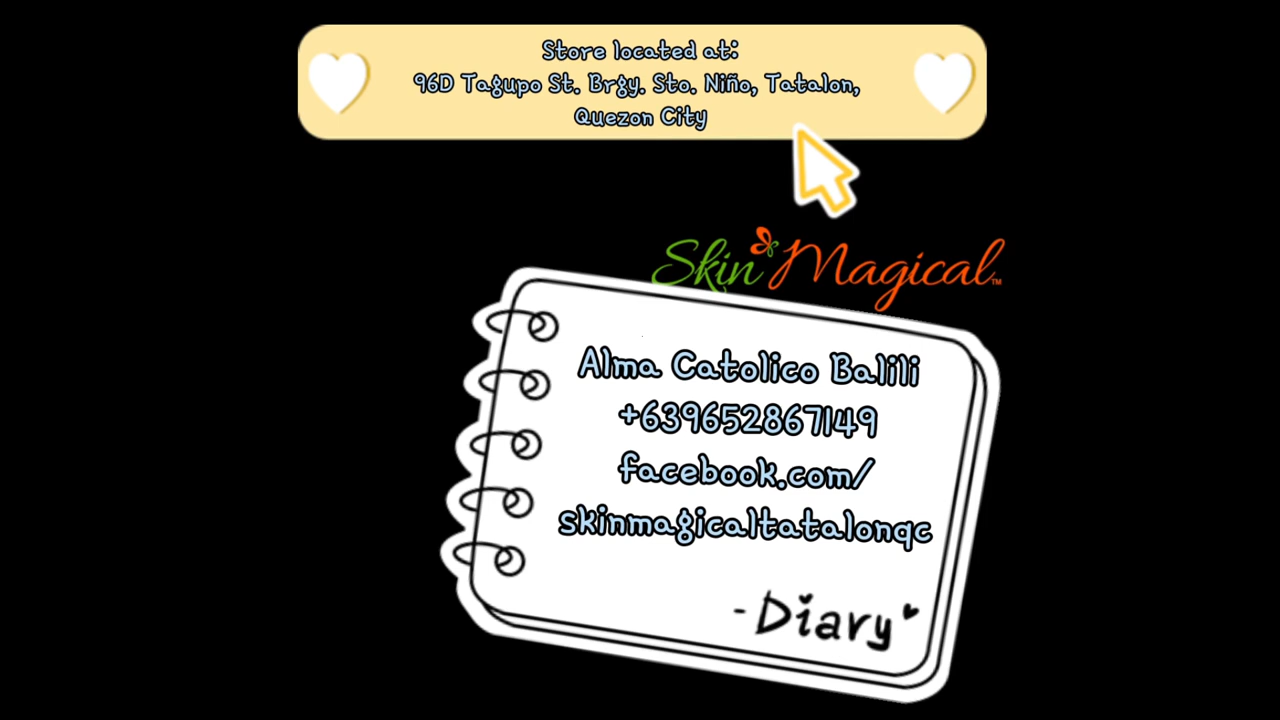 Store located at:
96D Tagupo St. Brgy. Sto. Niño, Tatalon,
Quezon City
Skin Magical™
Alma Catolico Balili
+639652867149
facebook.com/
skinmagicaltatalonqc
-Diary